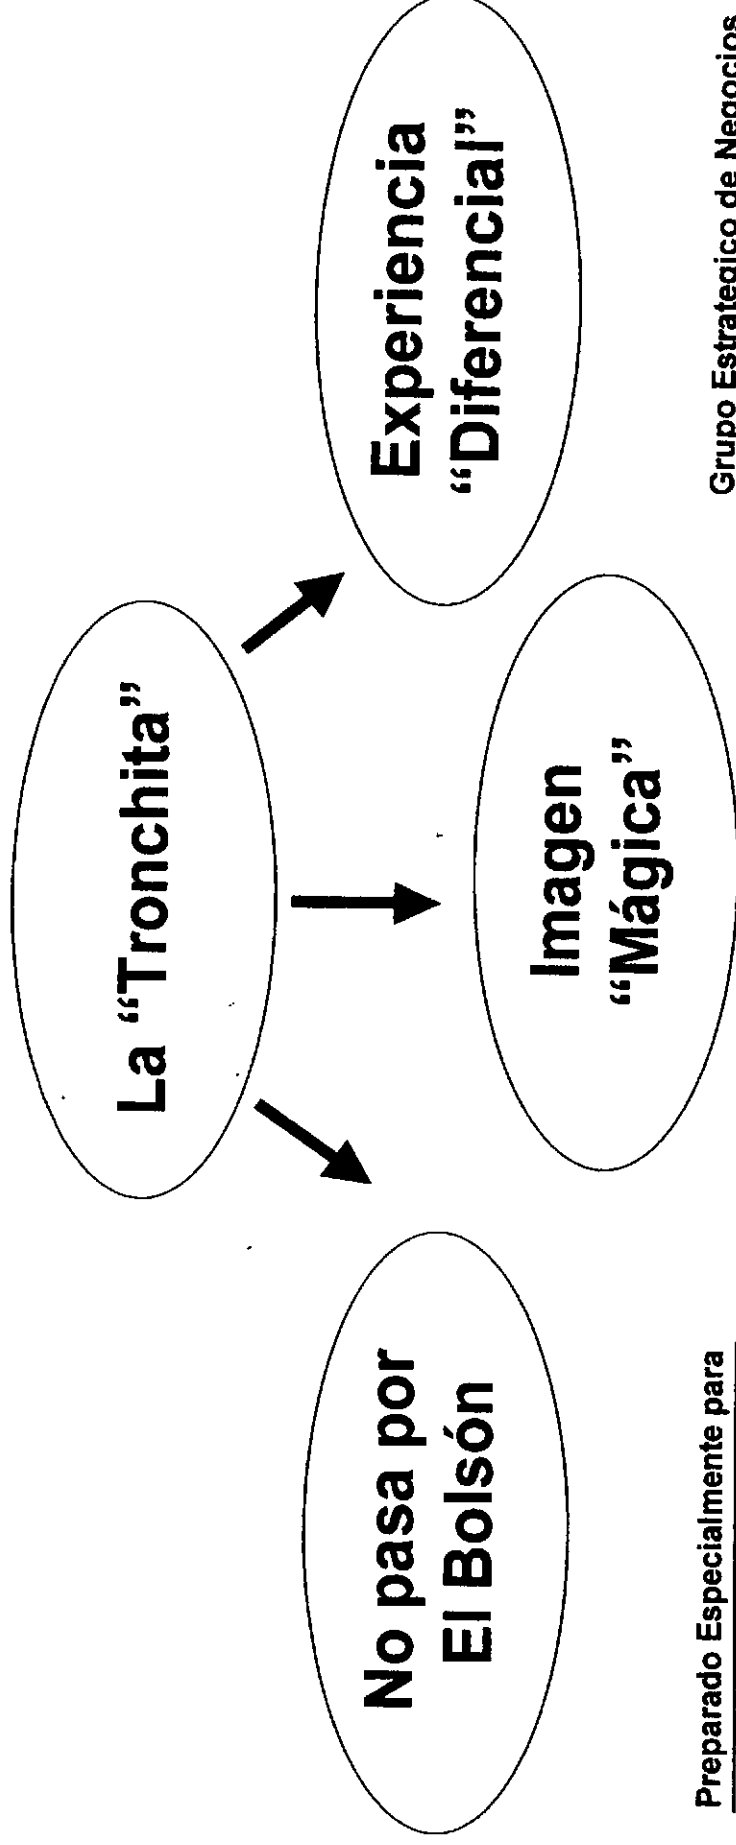 La “Tronchita”
No pasa por
El Bolsón
Imagen
“Mágica”
Experiencia
“Diferencial”
Preparado Especialmente para
Grupo Estrategico de Negocios